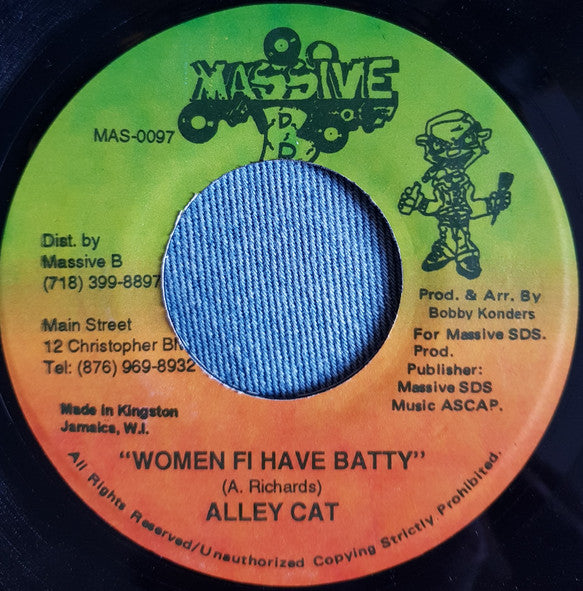 MASSIVE
"D"
"D"
MAS-0097
Dist. by
Massive B
(718) 399-8897
Main Street
12 Christopher
Tel: (876) 969-8932
Made in Kingston
Jamaica, W.I.
Prod. & Arr. By
Bobby Konders
For Massive SDS.
Prod.
Publisher:
Massive SDS
Music ASCAP.
"WOMEN FI HAVE BATTY"
(A. Richards)
ALLEY CAT
All Rights Reserved/Unauthorized Copying Strictly Prohibited.